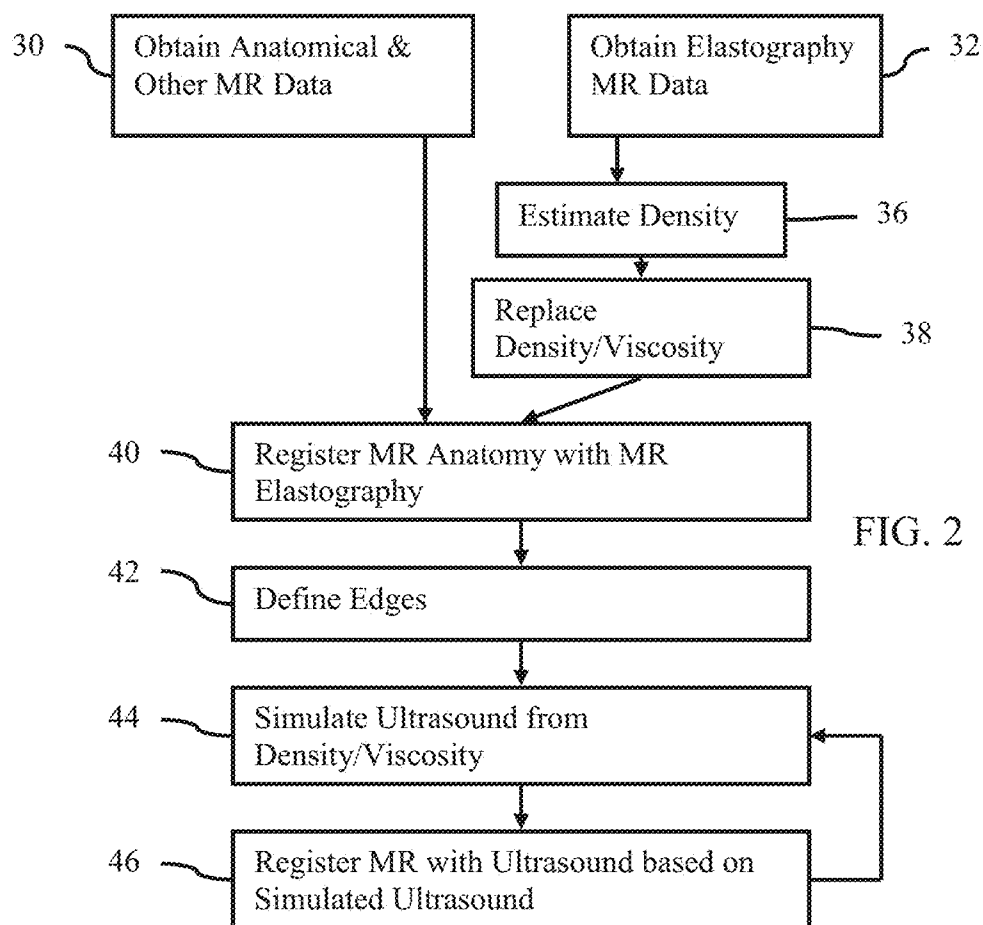 30
Obtain Anatomical &
Other MR Data
Obtain Elastography
MR Data
32
Estimate Density
36
Replace
Density/Viscosity
38
40
Register MR Anatomy with MR
Elastography
FIG. 2
42
Define Edges
44
Simulate Ultrasound from
Density/Viscosity
46
Register MR with Ultrasound based on
Simulated Ultrasound